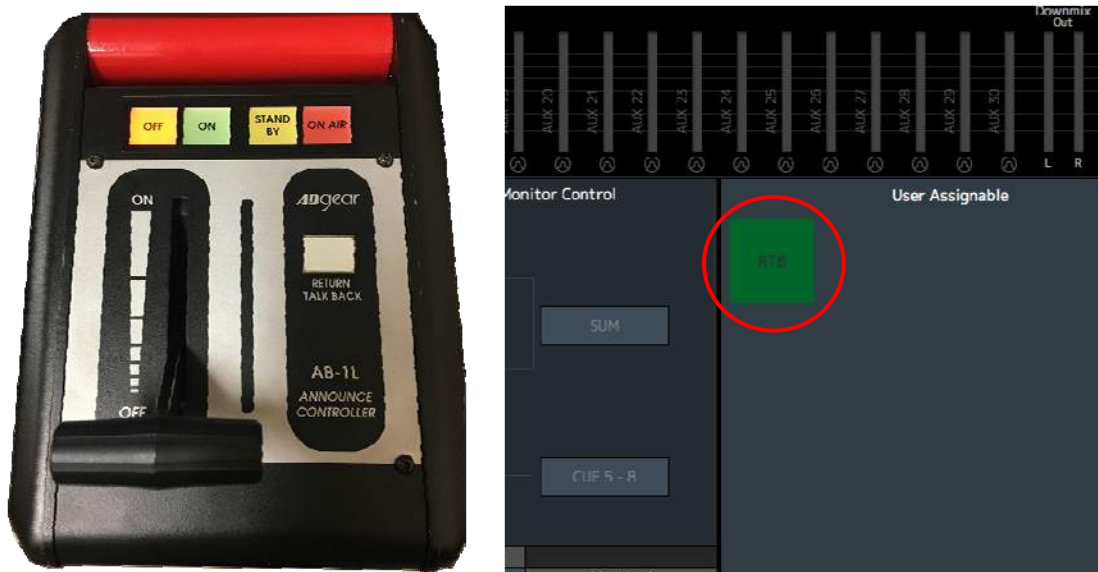 OFF
ON
STAND
BY
ON AIR
ON
OFF
ADgear
RETURN
TALK BACK
AB-1L
ANNOUNCE
CONTROLLER
Downmix
Out
AUX 20
AUX 21
AUX 22
AUX 23
AUX 24
AUX 25
AUX 26
AUX 27
AUX 28
AUX 29
AUX 30
L
R
Monitor Control
User Assignable
RTB
SUM
CUE 5 - 8